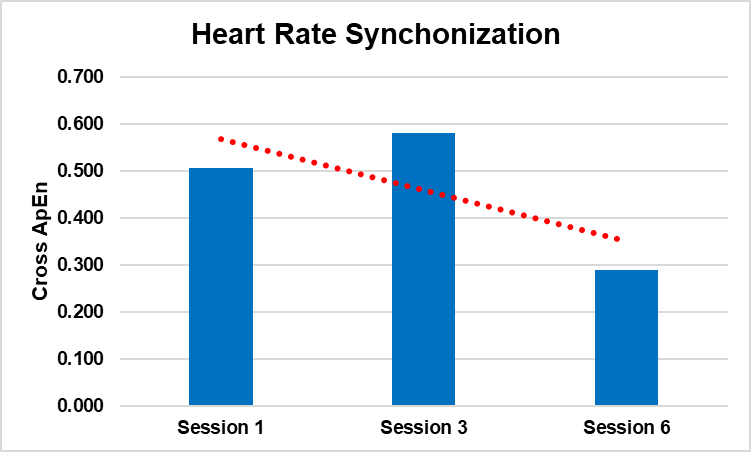 Heart Rate Synchonization
0.700
0.600
0.500
0.400
0.300
0.200
0.100
0.000
Cross ApEn
Session 1
Session 3
Session 6